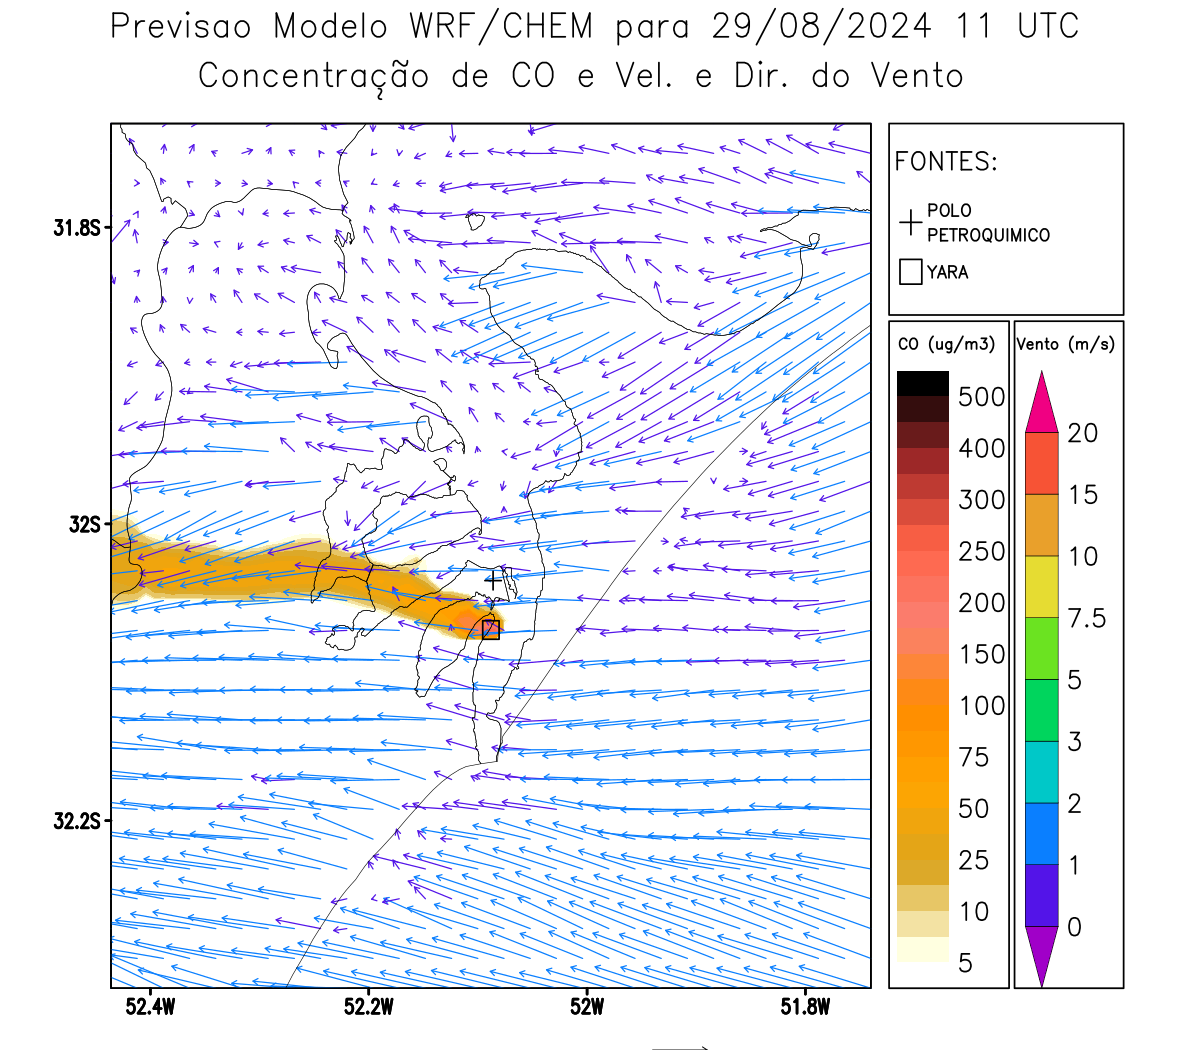 Previsao Modelo WRF/CHEM para 29/08/2024 11 UTC
Concentração de CO e Vel. e Dir. do Vento
FONTES:
POLO
PETROQUIMICO
YARA
CO (ug/m3)
500
400
300
250
200
150
100
75
50
25
10
5
Vento (m/s)
20
15
10
7.5
5
3
2
1
0
31.8S
32S
32.2S
52.4W
52.2W
52W
51.8W